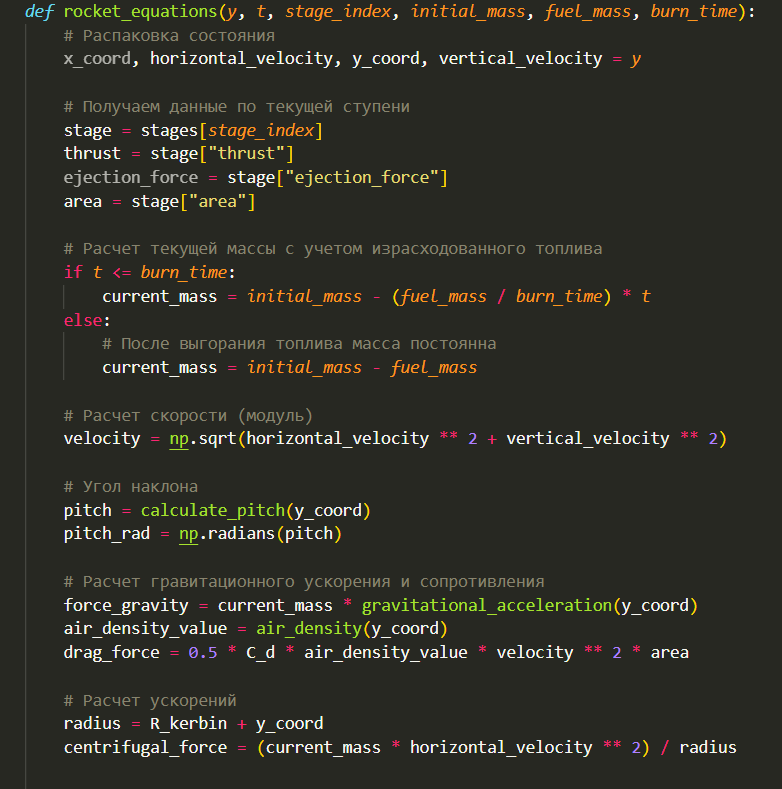 def rocket_equations(y, t, stage_index, initial_mass, fuel_mass, burn_time):
    # Распаковка состояния
    x_coord, horizontal_velocity, y_coord, vertical_velocity = y

    # Получаем данные по текущей ступени
    stage = stages[stage_index]
    thrust = stage["thrust"]
    ejection_force = stage["ejection_force"]
    area = stage["area"]

    # Расчет текущей массы с учетом израсходованного топлива
    if t <= burn_time:
        current_mass = initial_mass - (fuel_mass / burn_time) * t
    else:
        # После выгорания топлива масса постоянна
        current_mass = initial_mass - fuel_mass

    # Расчет скорости (модуль)
    velocity = np.sqrt(horizontal_velocity ** 2 + vertical_velocity ** 2)

    # Угол наклона
    pitch = calculate_pitch(y_coord)
    pitch_rad = np.radians(pitch)

    # Расчет гравитационного ускорения и сопротивления
    force_gravity = current_mass * gravitational_acceleration(y_coord)
    air_density_value = air_density(y_coord)
    drag_force = 0.5 * C_d * air_density_value * velocity ** 2 * area

    # Расчет ускорений
    radius = R_kerbin + y_coord
    centrifugal_force = (current_mass * horizontal_velocity ** 2) / radius